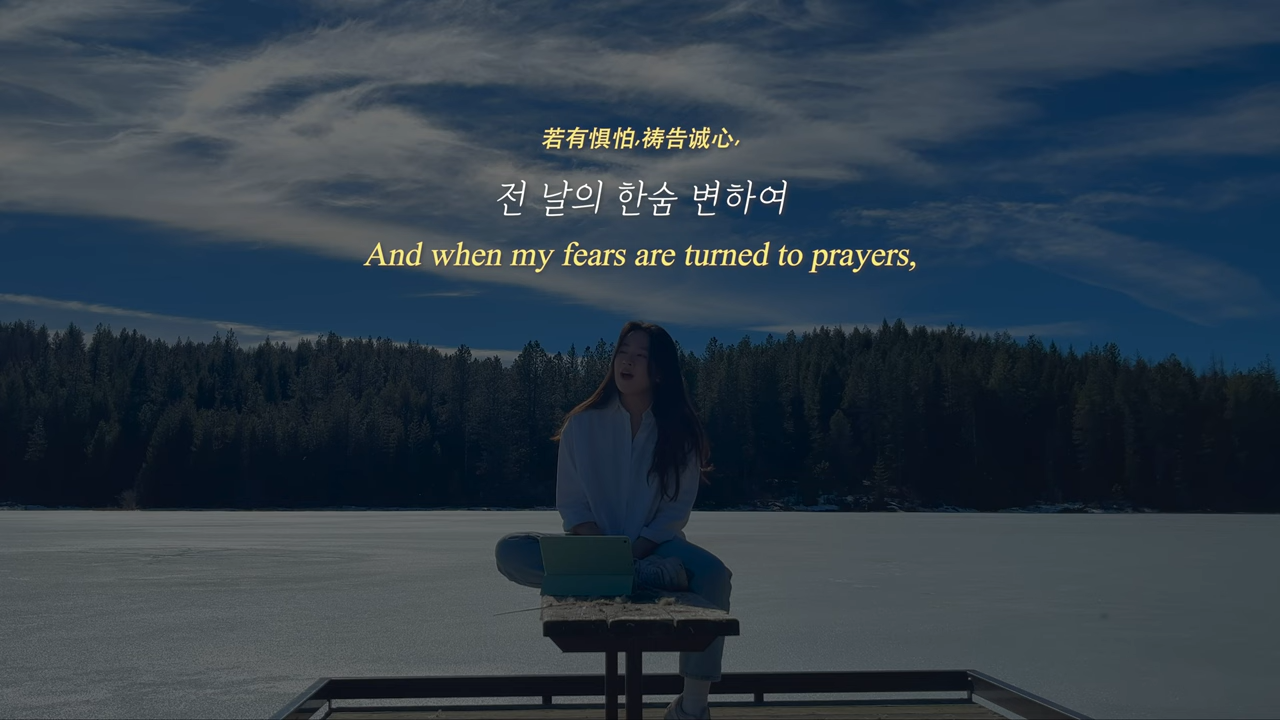 若有惧怕,祷告诚心,
전 날의 한숨 변하여
And when my fears are turned to prayers,